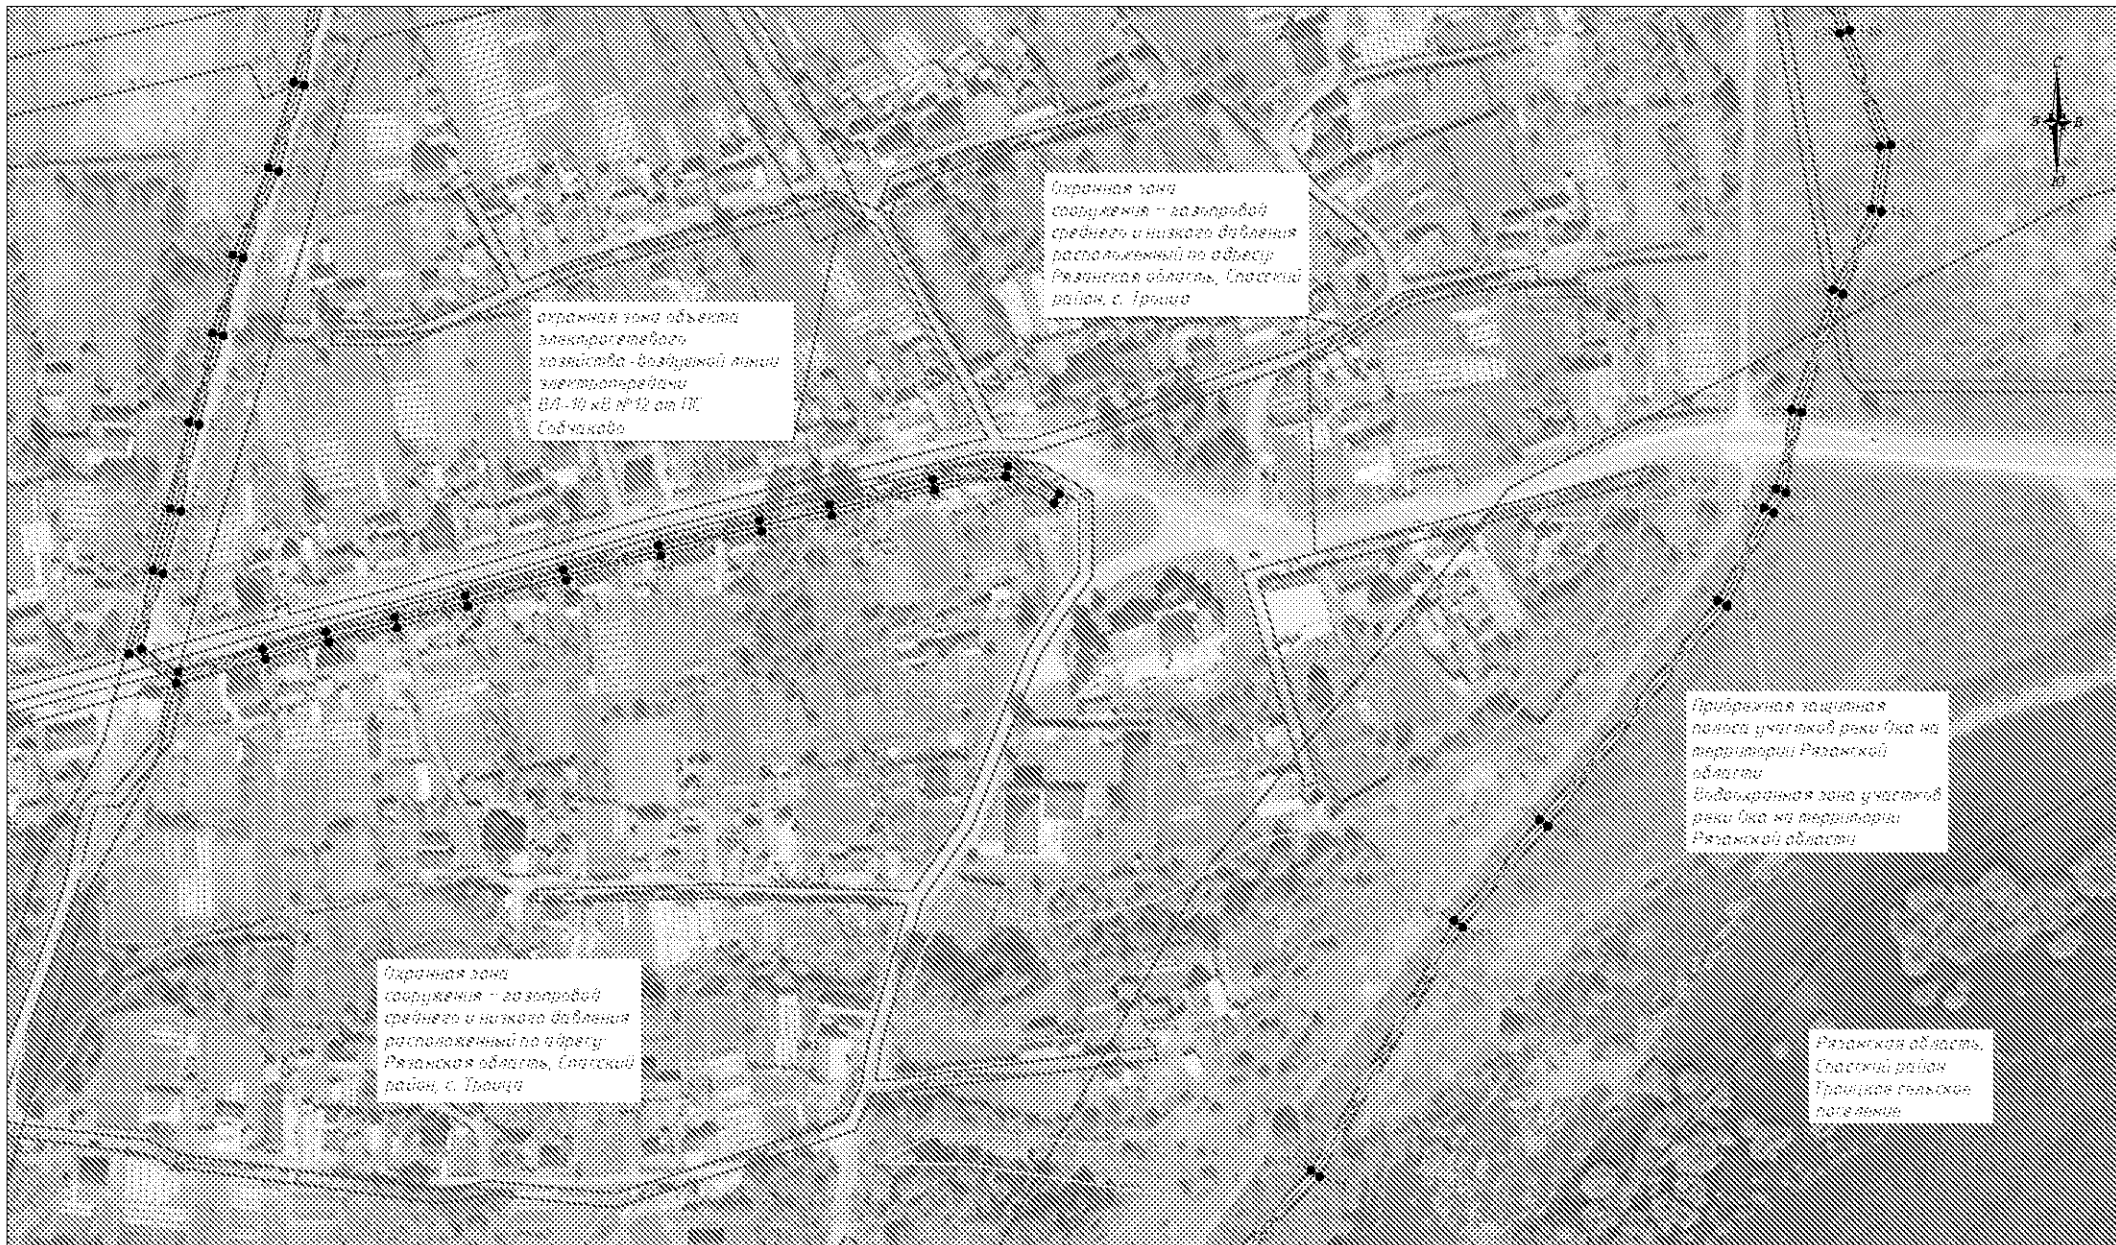 С
З В
Ю
Охранная зона
сооружения - газопровод
среднего и низкого давления
расположенный по адресу:
Рязанская область, Спасский
район, с. Троица
охранная зона объекта
электросетевого
хозяйства -воздушной линии
электропередачи
ВЛ-10 кВ №12 от ПС
Собчаково
Прибрежная защитная
полоса участков реки Ока на
территории Рязанской
области
Водоохранная зона участков
реки Ока на территории
Рязанской области
Охранная зона
сооружения - газопровод
среднего и низкого давления
расположенный по адресу:
Рязанская область, Спасский
район, с. Троица
Рязанская область,
Спасский район
Троицкое сельское
поселение